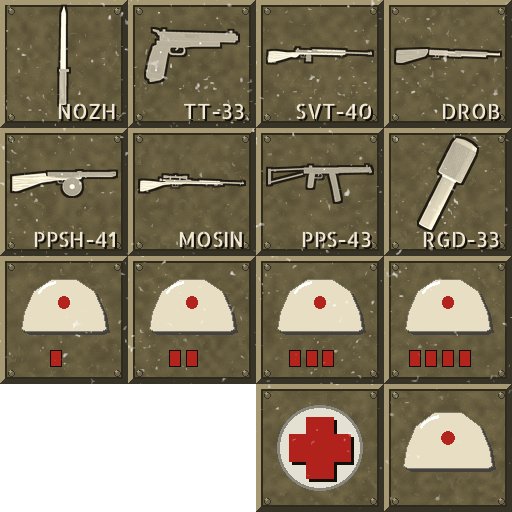 NOZH
TT-33
SVT-40
DROB
PPSH-41
MOSIN
PPS-43
RGD-33